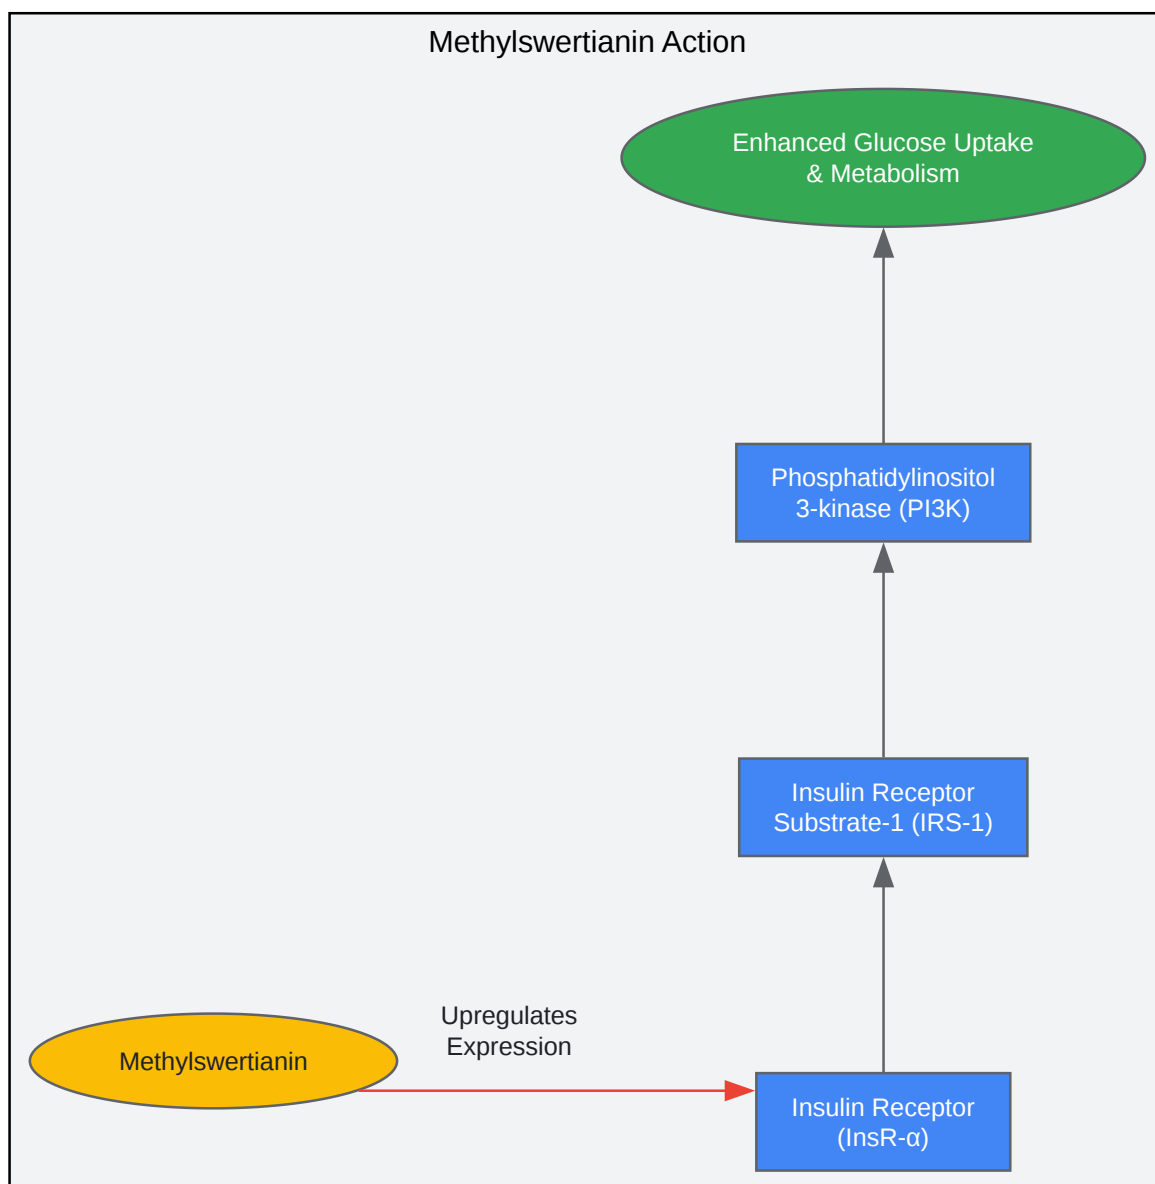 Methylswertianin Action
Enhanced Glucose Uptake
& Metabolism
Phosphatidylinositol
3-kinase (PI3K)
Insulin Receptor
Substrate-1 (IRS-1)
Upregulates
Expression
Methylswertianin
Insulin Receptor
(InsR-α)